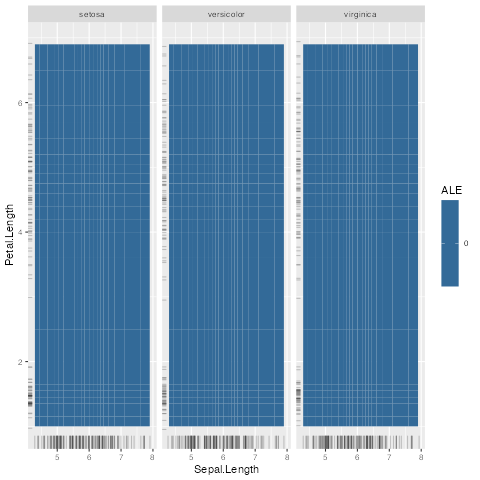 setosa versicolor virginica
ALE
0
6
4
2
Petal.Length
5 6 7 8 5 6 7 8 5 6 7 8
Sepal.Length